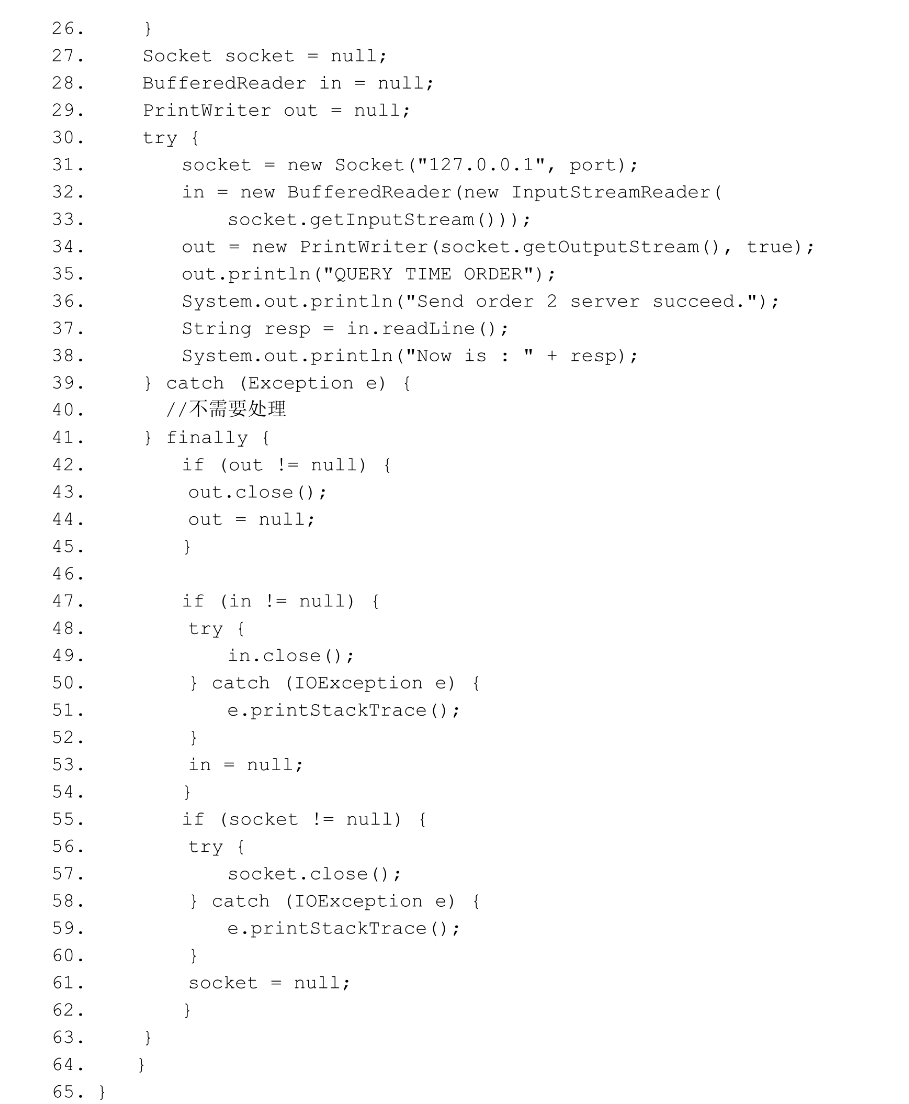 26.     }
27.     Socket socket = null;
28.     BufferedReader in = null;
29.     PrintWriter out = null;
30.     try {
31.         socket = new Socket("127.0.0.1", port);
32.         in = new BufferedReader(new InputStreamReader(
33.             socket.getInputStream()));
34.         out = new PrintWriter(socket.getOutputStream(), true);
35.         out.println("QUERY TIME ORDER");
36.         System.out.println("Send order 2 server succeed.");
37.         String resp = in.readLine();
38.         System.out.println("Now is : " + resp);
39.     } catch (Exception e) {
40.       //不需要处理
41.     } finally {
42.         if (out != null) {
43.         out.close();
44.         out = null;
45.         }
46.
47.         if (in != null) {
48.         try {
49.             in.close();
50.         } catch (IOException e) {
51.             e.printStackTrace();
52.         }
53.         in = null;
54.         }
55.         if (socket != null) {
56.         try {
57.             socket.close();
58.         } catch (IOException e) {
59.             e.printStackTrace();
60.         }
61.         socket = null;
62.         }
63.     }
64.     }
65. }